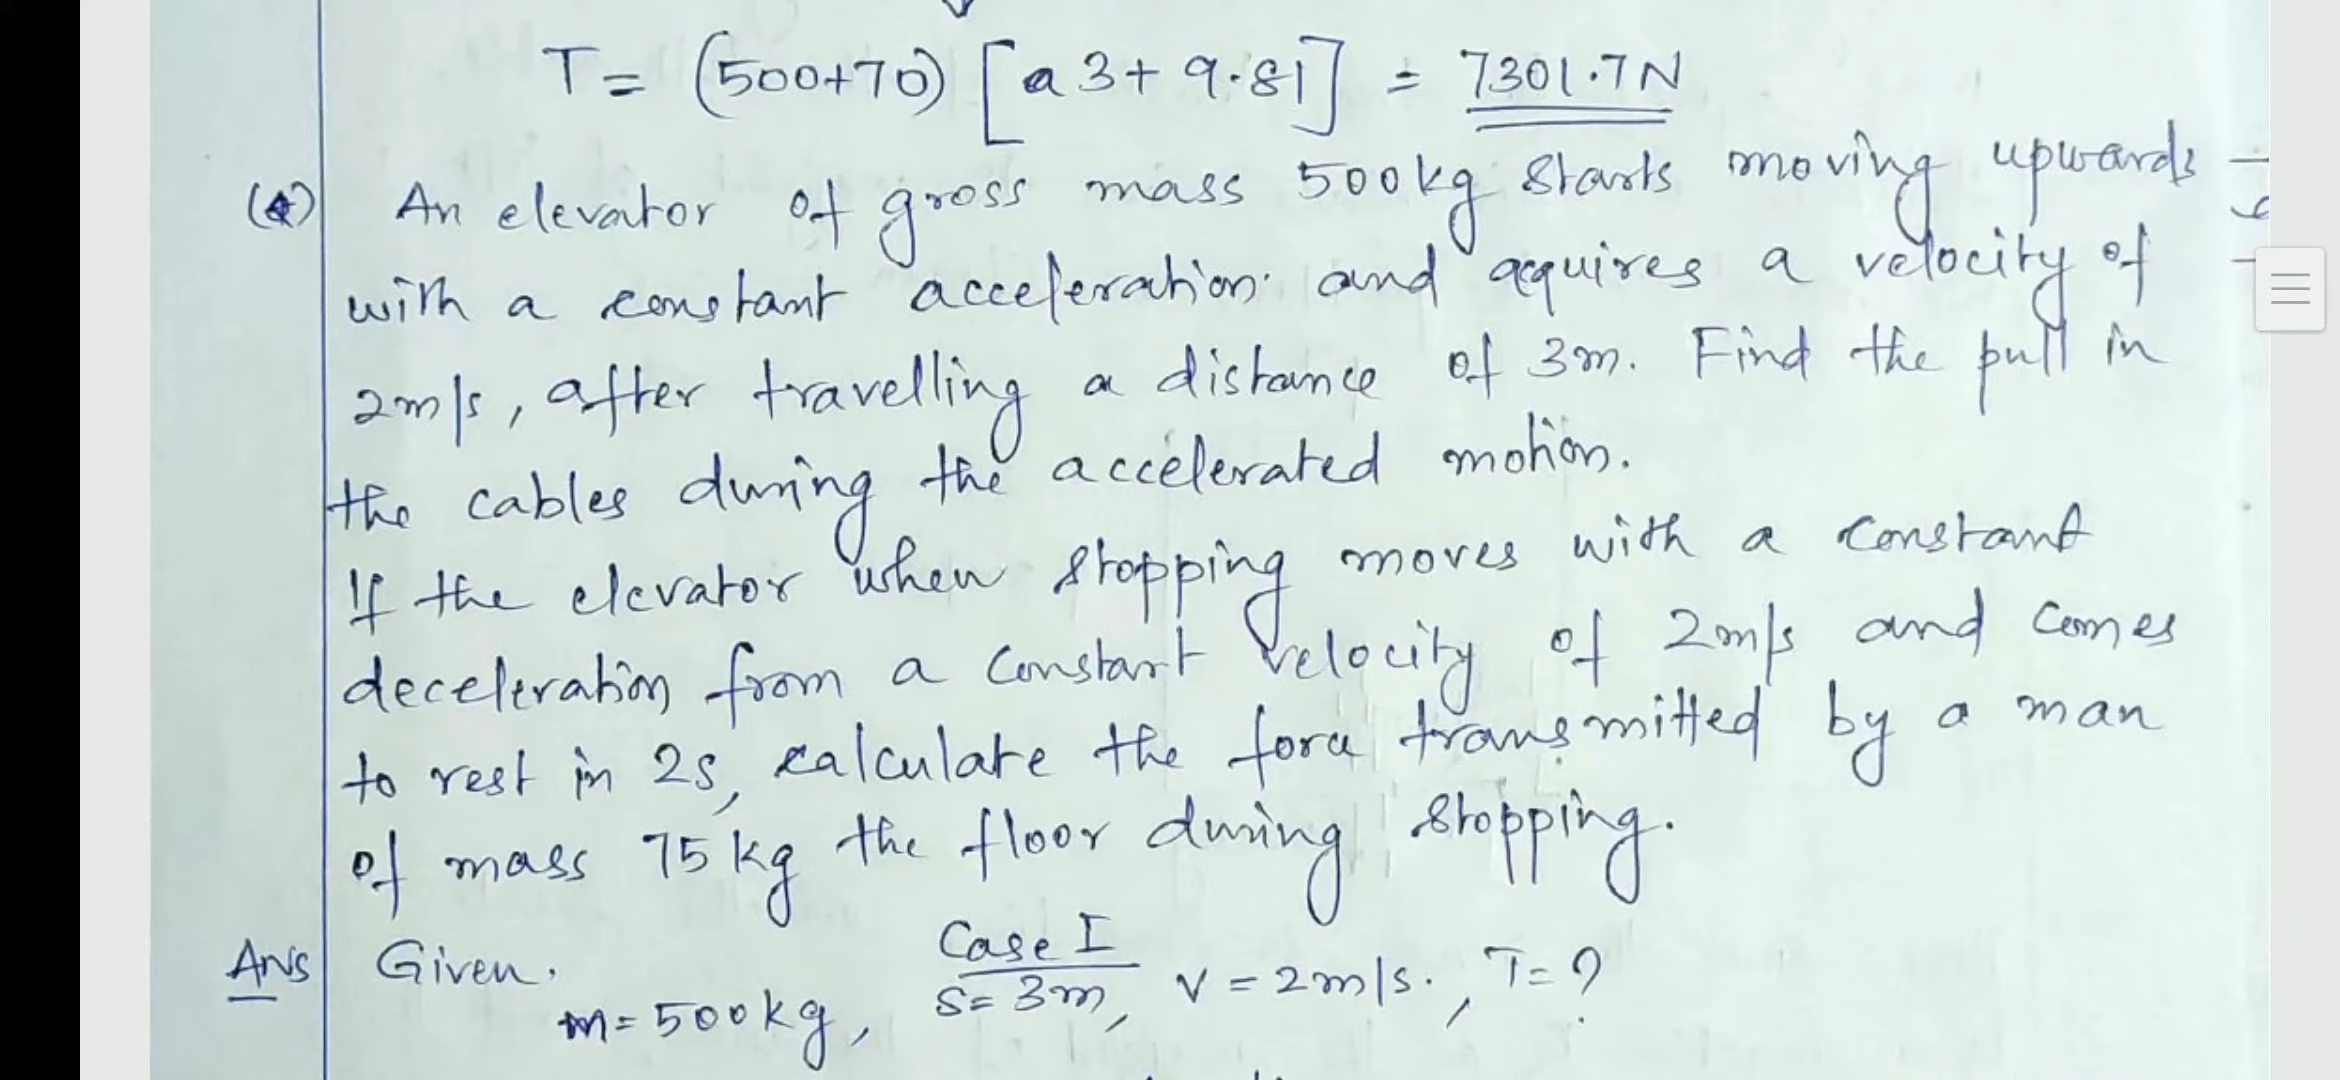 T = (500+70) [a 3 + 9.81] = 7301.7N
(4) An elevator of gross mass 500kg starts moving upwards
with a constant acceleration and acquires a velocity of
2m/s, after travelling a distance of 3m. Find the pull in
the cables during the accelerated motion.
If the elevator when stopping moves with a constant
deceleration from a constant velocity of 2m/s and comes
to rest in 2s, calculate the force transmitted by a man
of mass 75kg the floor during stopping.
Ans Given.
Case I
m = 500kg, s = 3m, v = 2m/s., T = ?